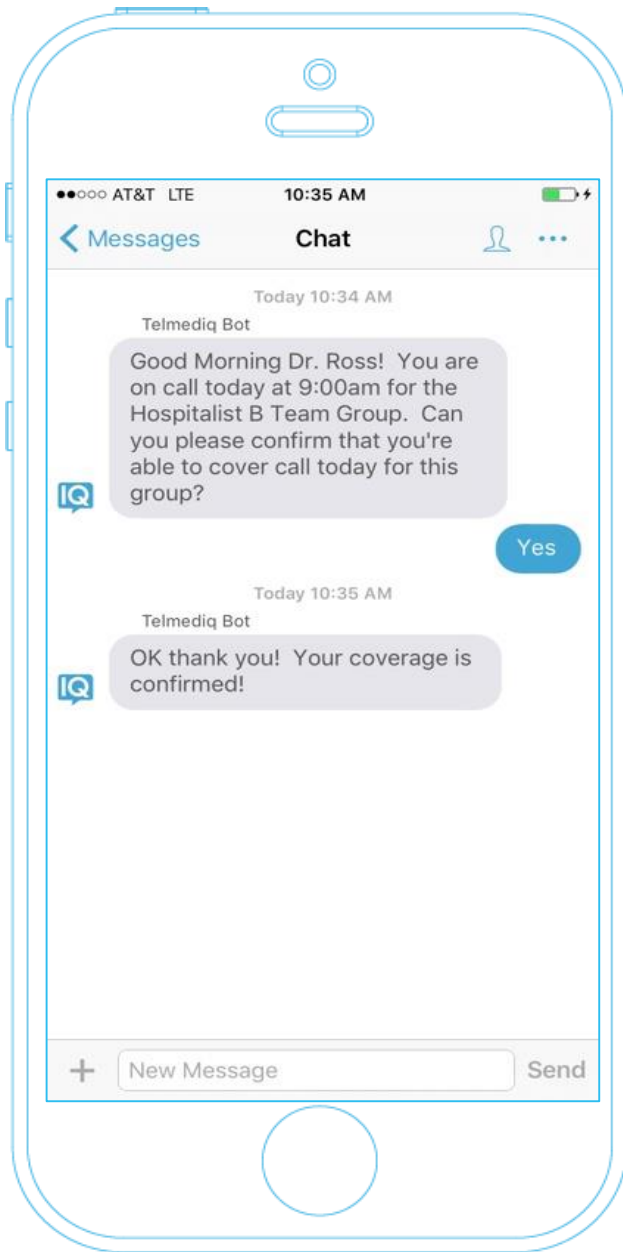 AT&T LTE 10:35 AM
Messages Chat
Today 10:34 AM
Telmediq Bot
Good Morning Dr. Ross!  You are
on call today at 9:00am for the
Hospitalist B Team Group.  Can
you please confirm that you're
able to cover call today for this
group?
IQ
Yes
Today 10:35 AM
Telmediq Bot
OK thank you!  Your coverage is
confirmed!
IQ
New Message Send